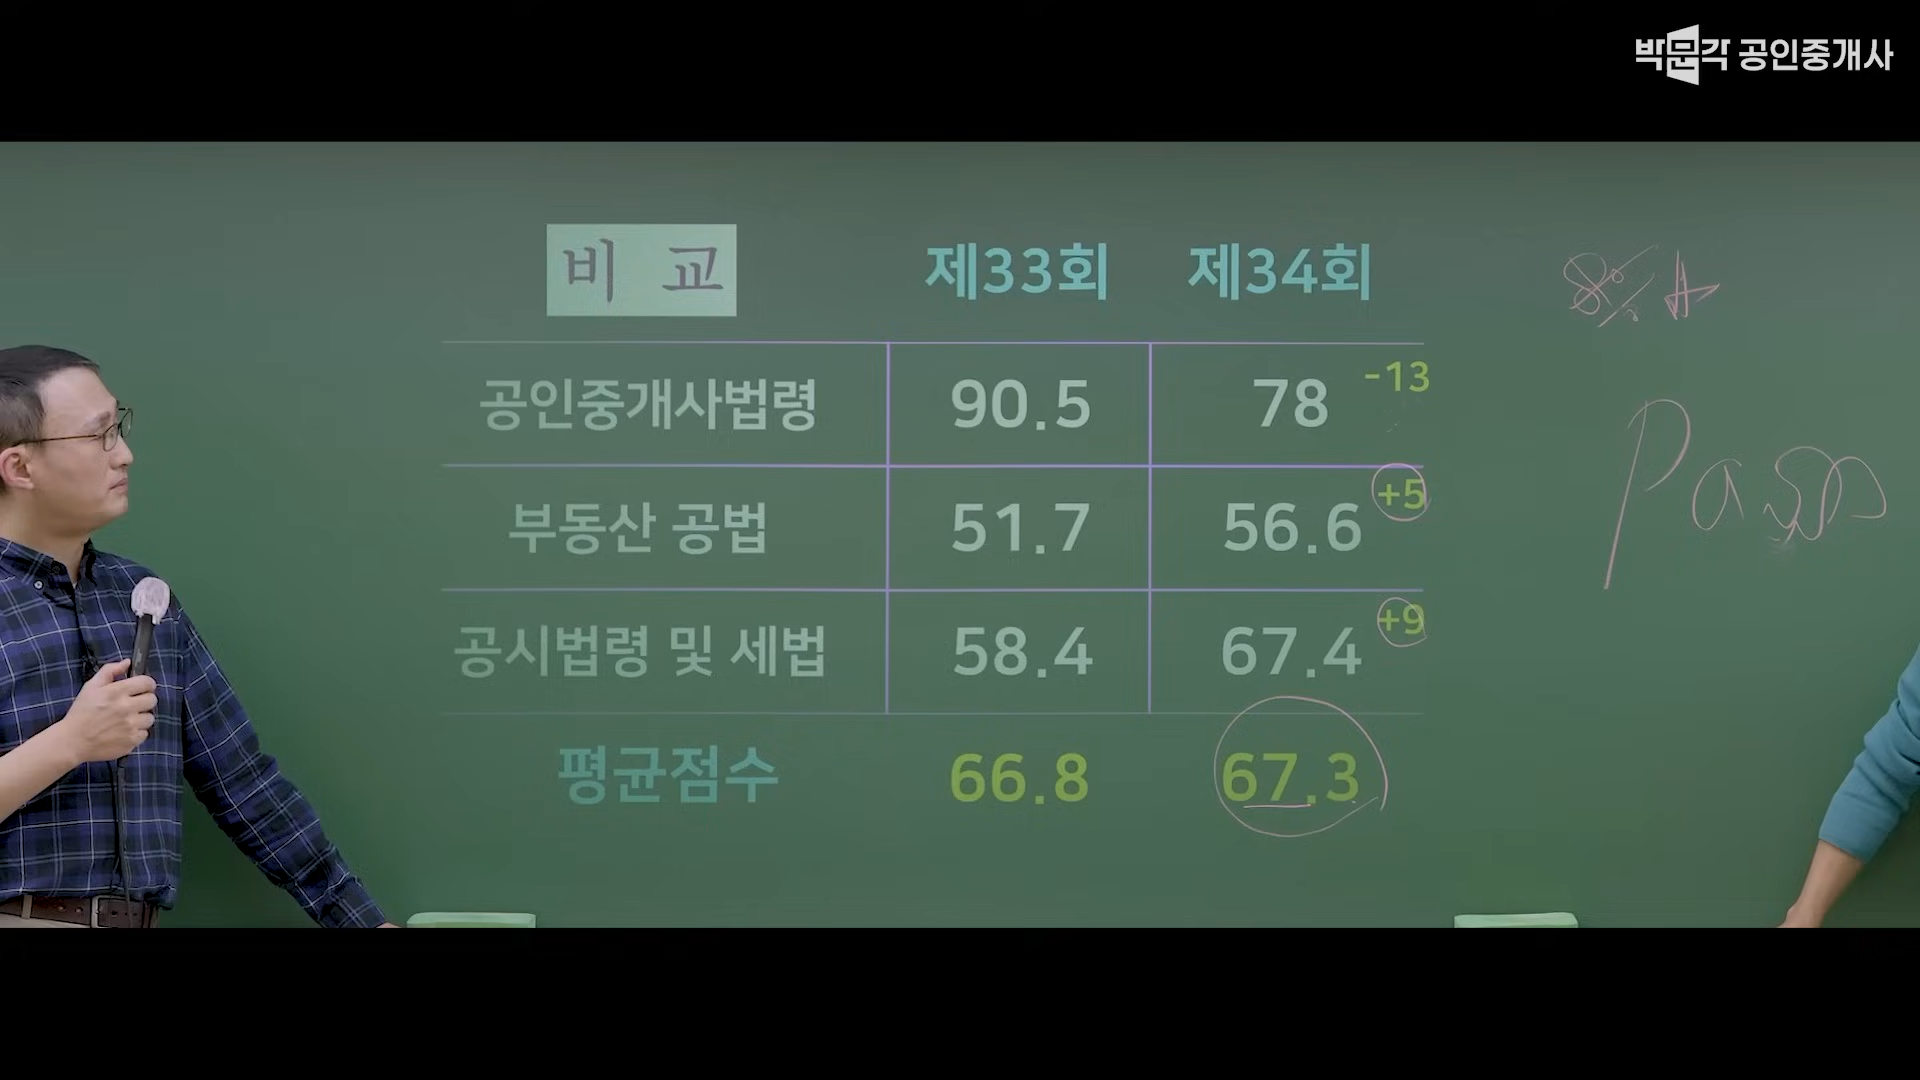 박문각 공인중개사
비 교 제33회 제34회
공인중개사법령 90.5 78 -13
부동산 공법 51.7 56.6 +5
공시법령 및 세법 58.4 67.4 +9
평균점수 66.8 67.3
Pass